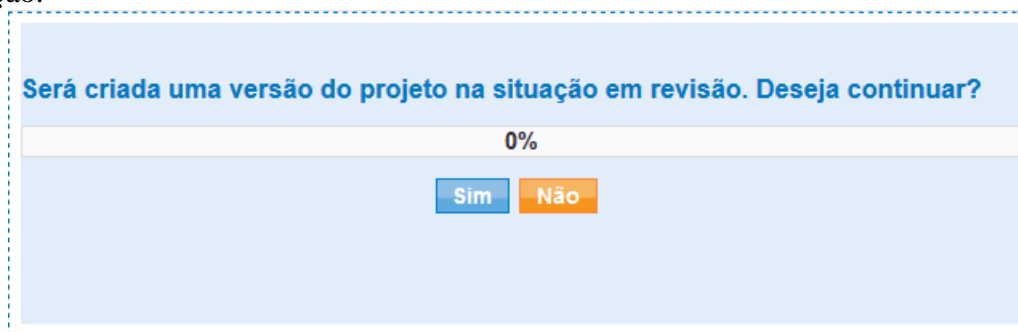 Será criada uma versão do projeto na situação em revisão. Deseja continuar?
0%
Sim Não